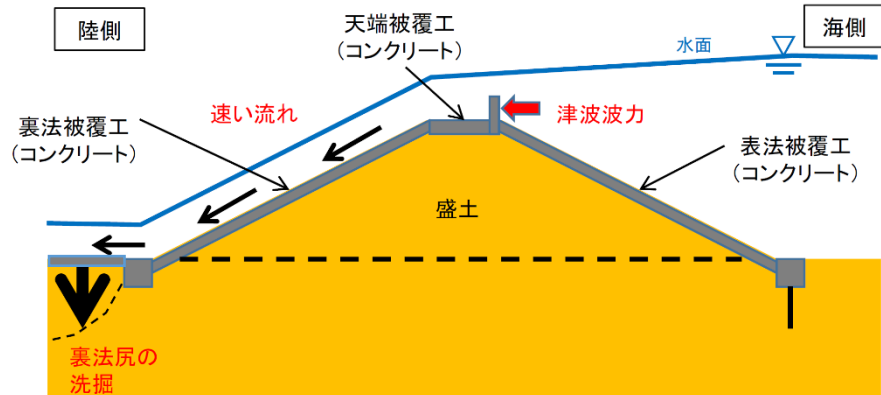 陸側
天端被覆工
(コンクリート)
水面
海側
速い流れ
津波波力
裏法被覆工
(コンクリート)
表法被覆工
(コンクリート)
盛土
裏法尻の
洗掘